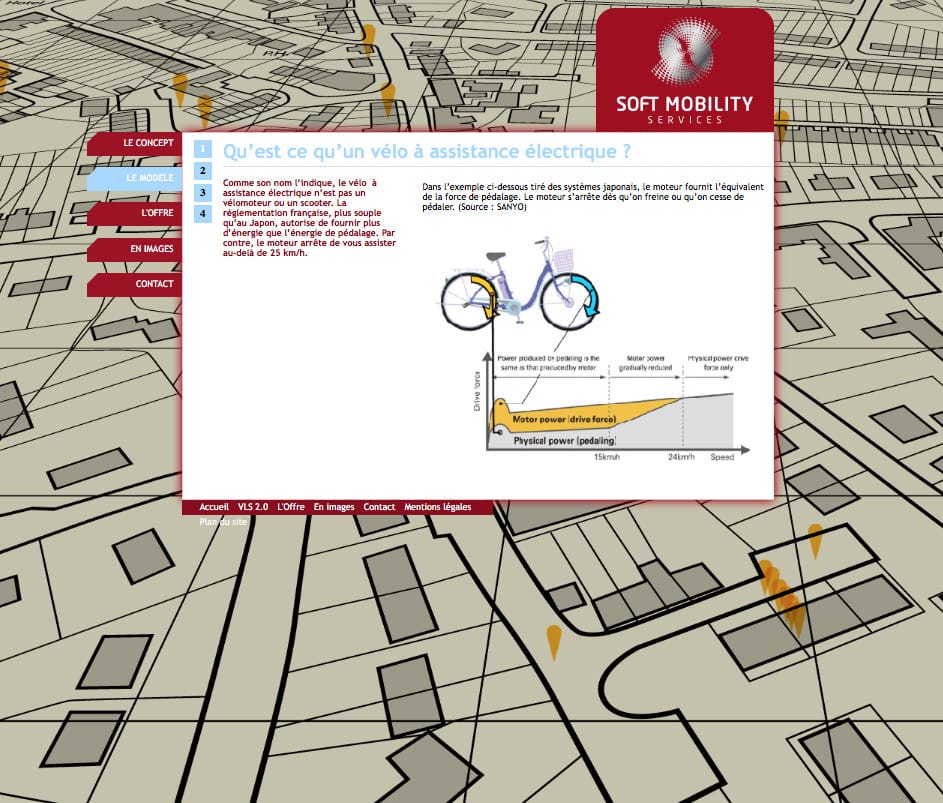 SOFT MOBILITY
SERVICES
LE CONCEPT
LE MODELE
L'OFFRE
EN IMAGES
CONTACT
1
2
3
4
Qu'est ce qu'un vélo à assistance électrique ?
Comme son nom l'indique, le vélo à
assistance électrique n'est pas un
vélomoteur ou un scooter. La
réglementation française, plus souple
qu'au Japon, autorise de fournir plus
d'énergie que l'énergie de pédalage. Par
contre, le moteur arrête de vous assister
au-delà de 25 km/h.
Dans l'exemple ci-dessous tiré des systèmes japonais, le moteur fournit l'équivalent
de la force de pédalage. Le moteur s'arrête dès qu'on freine ou qu'on cesse de
pédaler. (Source : SANYO)
Power produced by pedaling is the
same is that produced by motor
Motor power
gradually reduced
Physical power drive
force only
Drive force
Motor power (drive force)
Physical power (pedaling)
15km/h
24km/h
Speed
Accueil VLS 2.0 L'Offre En images Contact Mentions légales
Plan du site